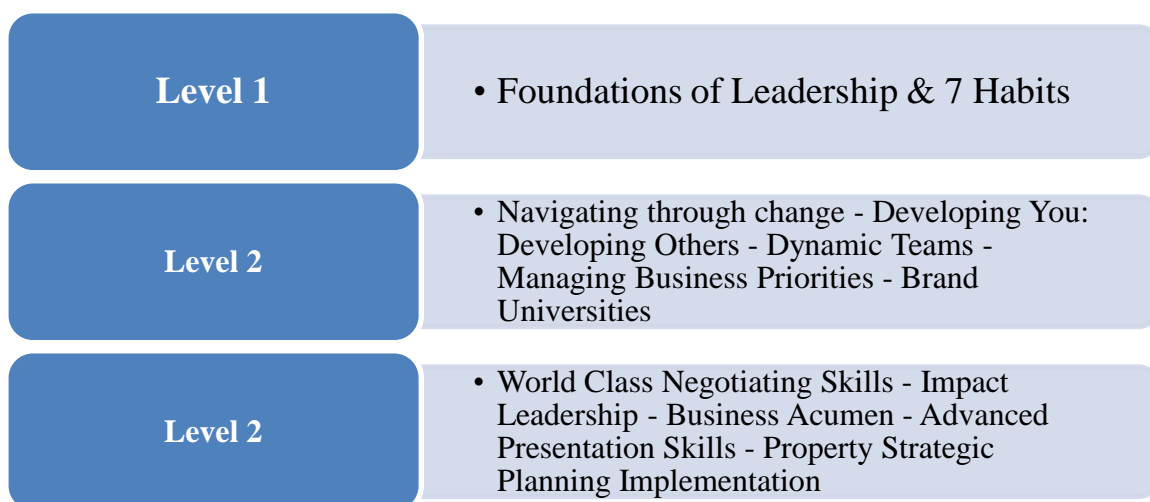 Level 1
• Foundations of Leadership & 7 Habits
Level 2
• Navigating through change - Developing You:
Developing Others - Dynamic Teams -
Managing Business Priorities - Brand
Universities
Level 2
• World Class Negotiating Skills - Impact
Leadership - Business Acumen - Advanced
Presentation Skills - Property Strategic
Planning Implementation